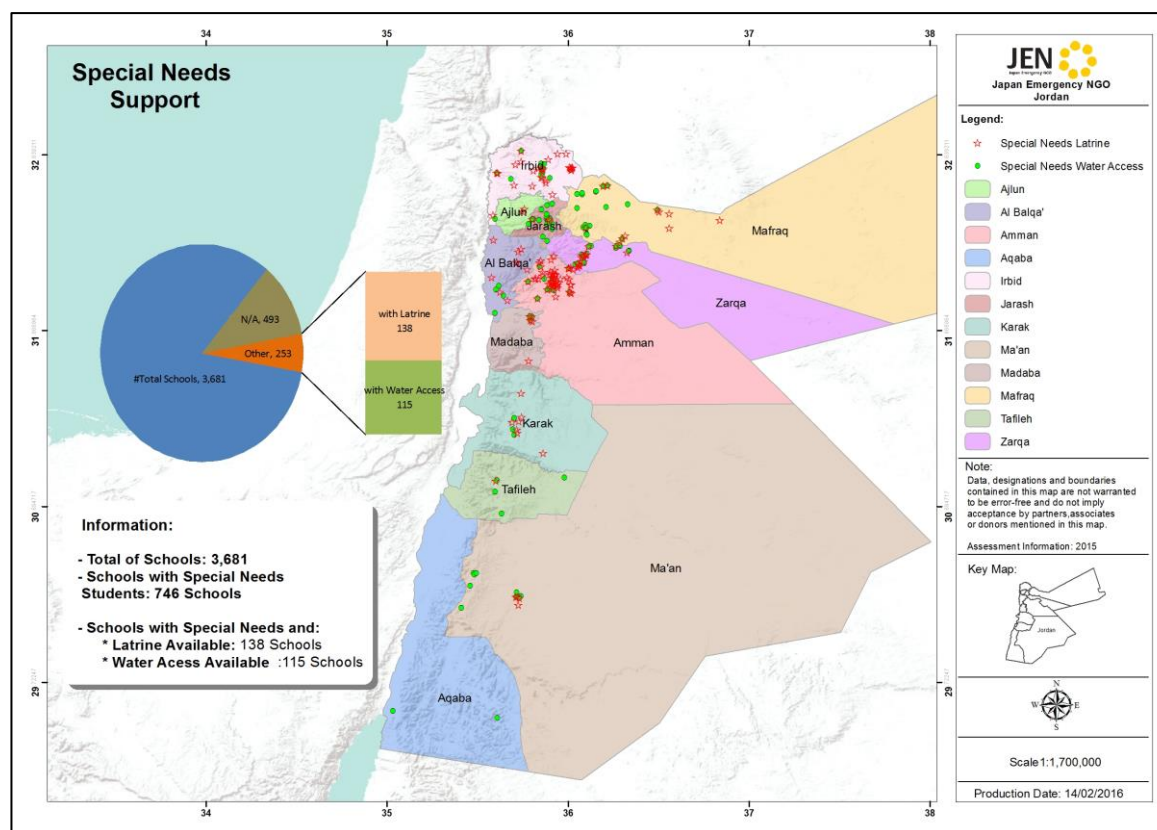 34
35
36
37
38
Special Needs
Support
N/A, 493
Other, 253
#Total Schools, 3,681
with Latrine
138
with Water Access
115
Information:
- Total of Schools: 3,681
- Schools with Special Needs
Students: 746 Schools
- Schools with Special Needs and:
* Latrine Available: 138 Schools
* Water Acess Available :115 Schools
32
31
30
29
32
31
30
29
Irbid
Ajlun
Jarash
Mafraq
Al Balqa'
Zarqa
Madaba
Amman
Karak
Tafileh
Ma'an
Aqaba
34
35
36
37
38
JEN
Japan Emergency NGO
Japan Emergency NGO
Jordan
Legend:
Special Needs Latrine
Special Needs Water Access
Ajlun
Al Balqa'
Amman
Aqaba
Irbid
Jarash
Karak
Ma'an
Madaba
Mafraq
Tafileh
Zarqa
Note:
Data, designations and boundaries
contained in this map are not warranted
to be error-free and do not imply
acceptance by partners,associates
or donors mentioned in this map.
Assessment Information: 2015
Key Map:
Jordan
N
W E
S
Scale1:1,700,000
Production Date: 14/02/2016